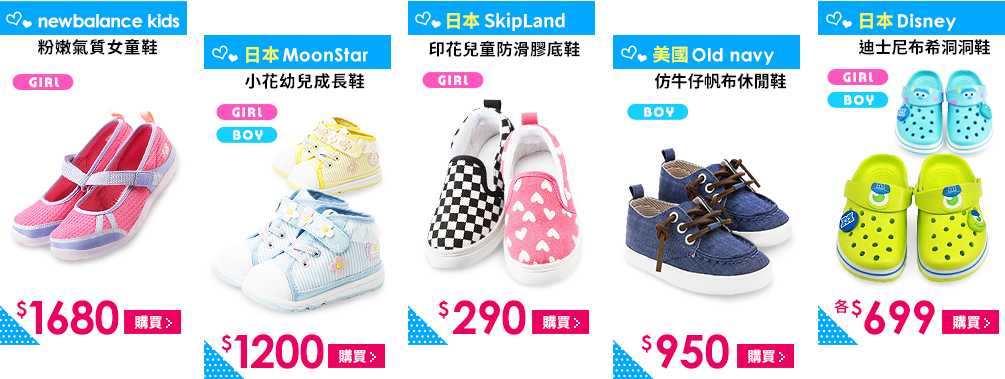 newbalance kids
粉嫩氣質女童鞋
GIRL
$1680 購買
日本 MoonStar
小花幼兒成長鞋
GIRL
BOY
$1200 購買
日本 SkipLand
印花兒童防滑膠底鞋
GIRL
$290 購買
美國 Old navy
仿牛仔帆布休閒鞋
BOY
$950 購買
日本 Disney
迪士尼布希洞洞鞋
GIRL
BOY
各$699 購買